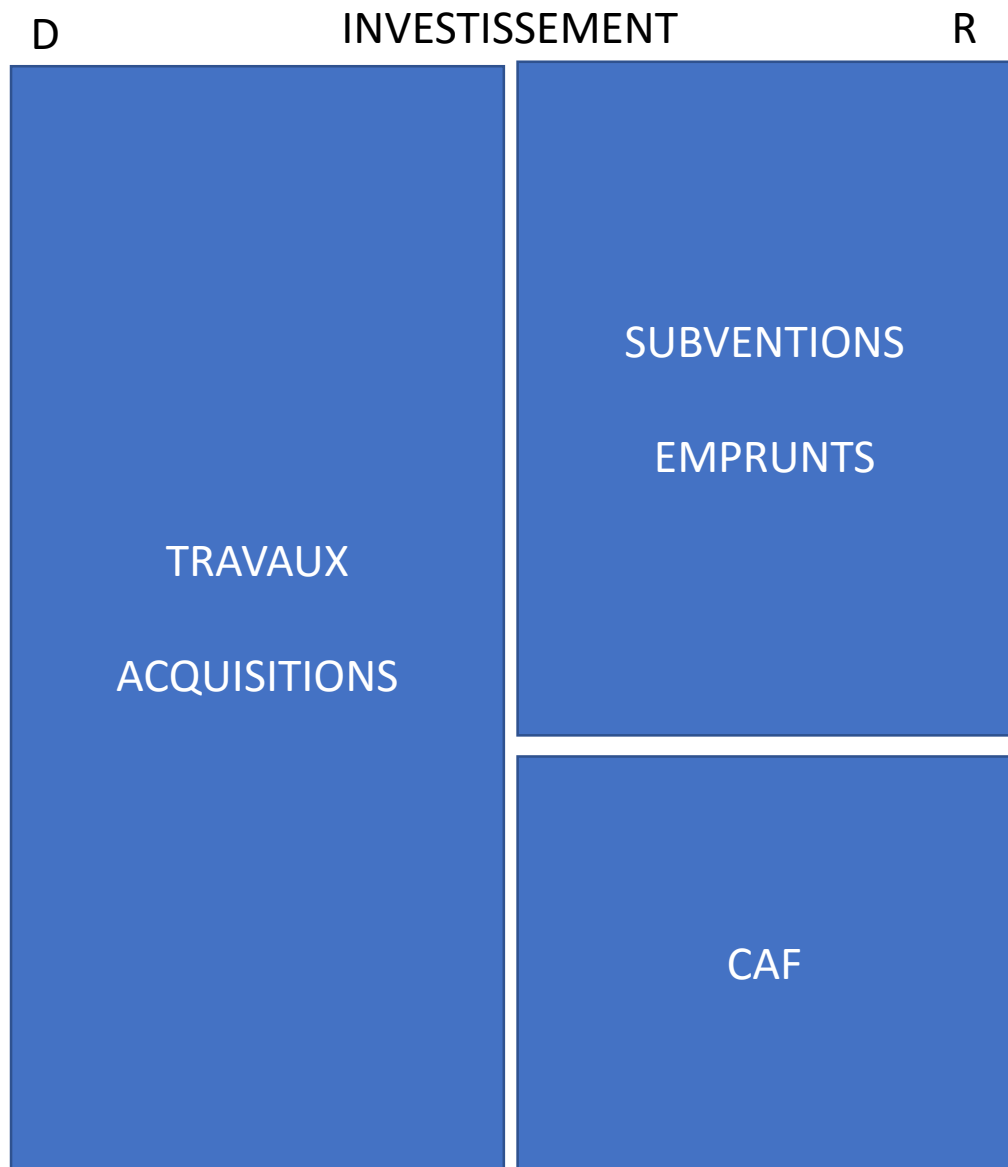 D INVESTISSEMENT R
TRAVAUX
ACQUISITIONS
SUBVENTIONS
EMPRUNTS
CAF